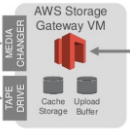 AWS Storage
Gateway VM
MEDIA
CHANGER
TAPE
DRIVE
Cache
Storage
Upload
Buffer